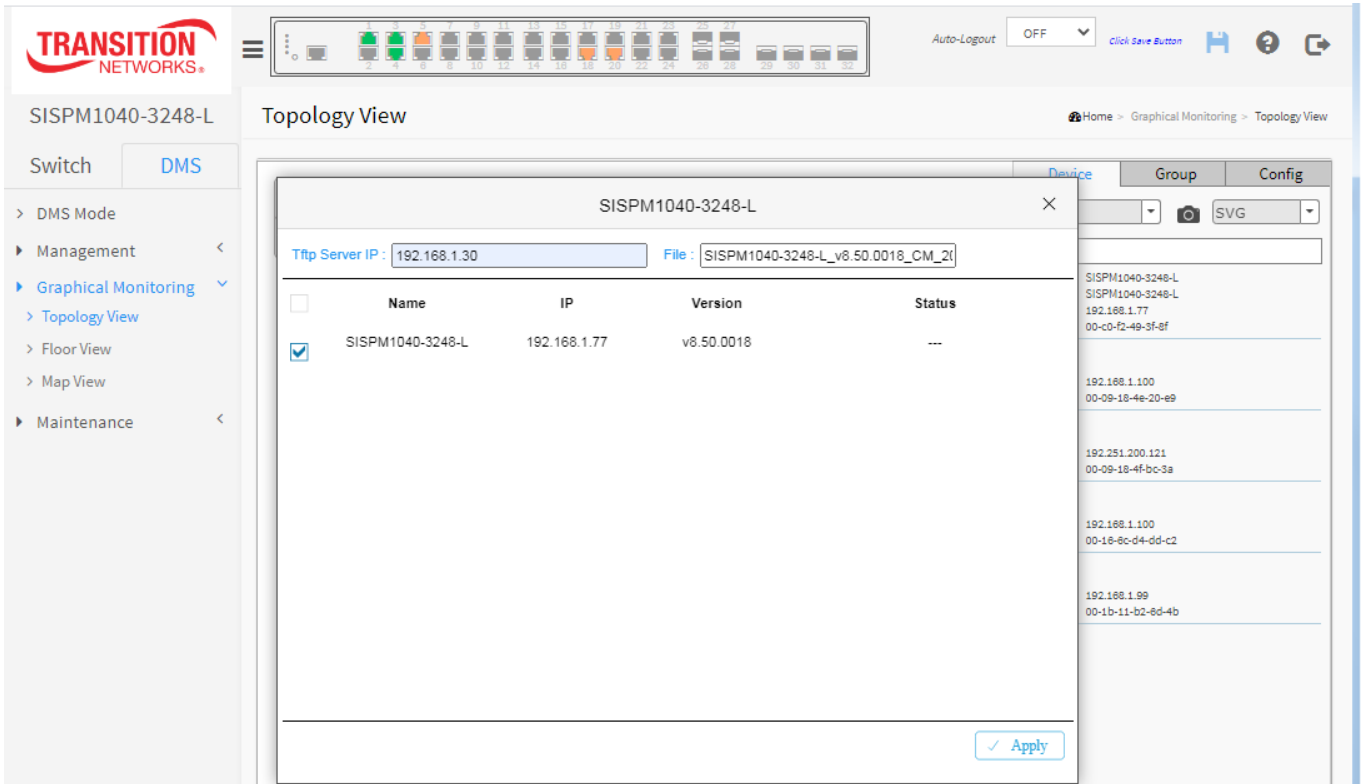 TRANSITION
NETWORKS®
1 3 5 7 9 11 13 15 17 19 21 23 25 27
2 4 6 8 10 12 14 16 18 20 22 24 26 28 29 30 31 32
Auto-Logout OFF Click Save Button
SISPM1040-3248-L
Topology View
Home > Graphical Monitoring > Topology View
Switch DMS
> DMS Mode
Management
Graphical Monitoring
> Topology View
> Floor View
> Map View
Maintenance
Device Group Config
SVG
SISPM1040-3248-L
Tftp Server IP : 192.168.1.30 File : SISPM1040-3248-L_v8.50.0018_CM_20
Name IP Version Status
SISPM1040-3248-L 192.168.1.77 v8.50.0018 ---
Apply
SISPM1040-3248-L
SISPM1040-3248-L
192.168.1.77
00-c0-f2-49-3f-8f
192.168.1.100
00-09-18-4e-20-e9
192.251.200.121
00-09-18-4f-bc-3a
192.168.1.100
00-16-6c-d4-dd-c2
192.168.1.99
00-1b-11-b2-6d-4b